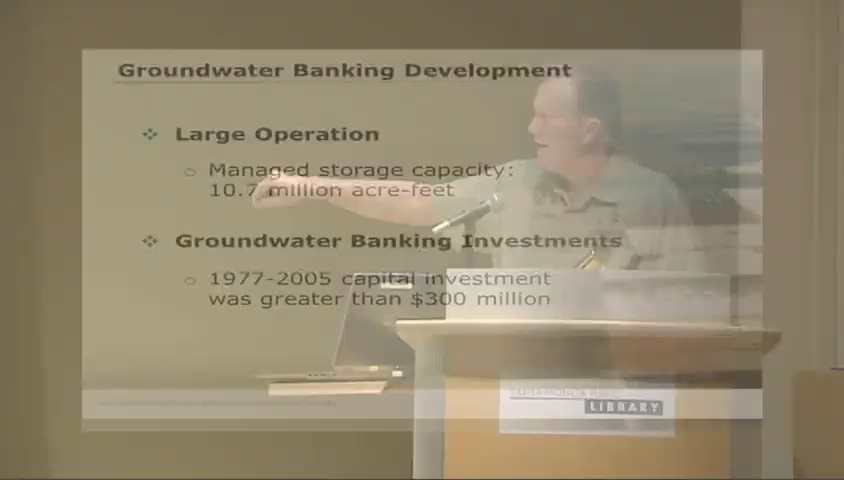 Groundwater Banking Development
❖ Large Operation
○ Managed storage capacity:
10.7 million acre-feet
❖ Groundwater Banking Investments
○ 1977-2005 capital investment
was greater than $300 million
LIBRARY